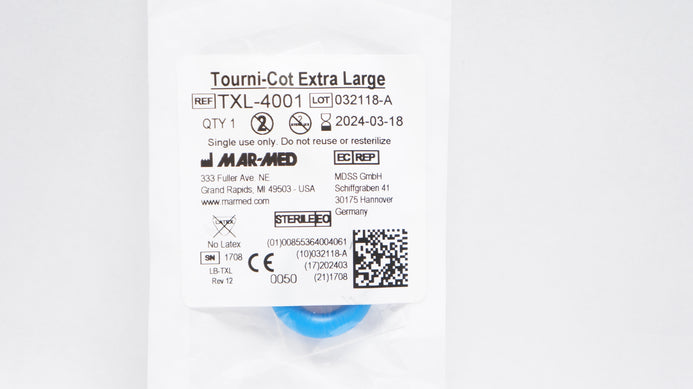 Tourni-Cot Extra Large
REF TXL-4001 LOT 032118-A
QTY 1 2 2024-03-18
Single use only. Do not reuse or resterilize
MAR-MED EC REP
333 Fuller Ave. NE
Grand Rapids, MI 49503 - USA
www.marmed.com
MDSS GmbH
Schiffgraben 41
30175 Hannover
Germany
LATEX
No Latex
STERILE EO
SN 1708
LB-TXL
Rev 12
CE
0050
(01)00855364004061
(10)032118-A
(17)202403
(21)1708